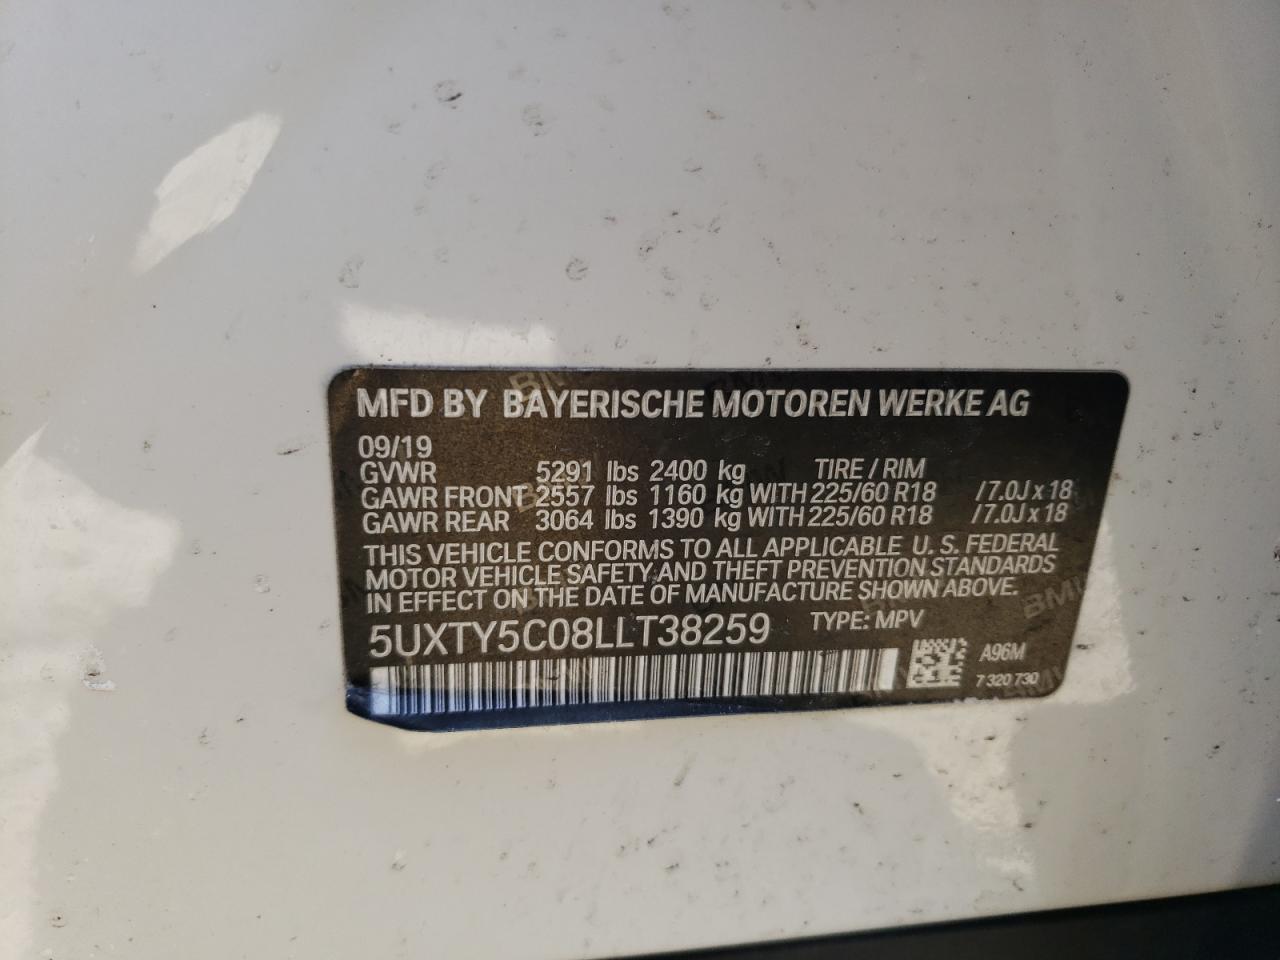 MFD BY BAYERISCHE MOTOREN WERKE AG
09/19
GVWR 5291 lbs 2400 kg TIRE / RIM
GAWR FRONT 2557 lbs 1160 kg WITH 225/60 R18 / 7.0J x 18
GAWR REAR 3064 lbs 1390 kg WITH 225/60 R18 / 7.0J x 18
THIS VEHICLE CONFORMS TO ALL APPLICABLE U. S. FEDERAL
MOTOR VEHICLE SAFETY AND THEFT PREVENTION STANDARDS
IN EFFECT ON THE DATE OF MANUFACTURE SHOWN ABOVE.
5UXTY5C08LLT38259 TYPE: MPV
A96M
7 320 730